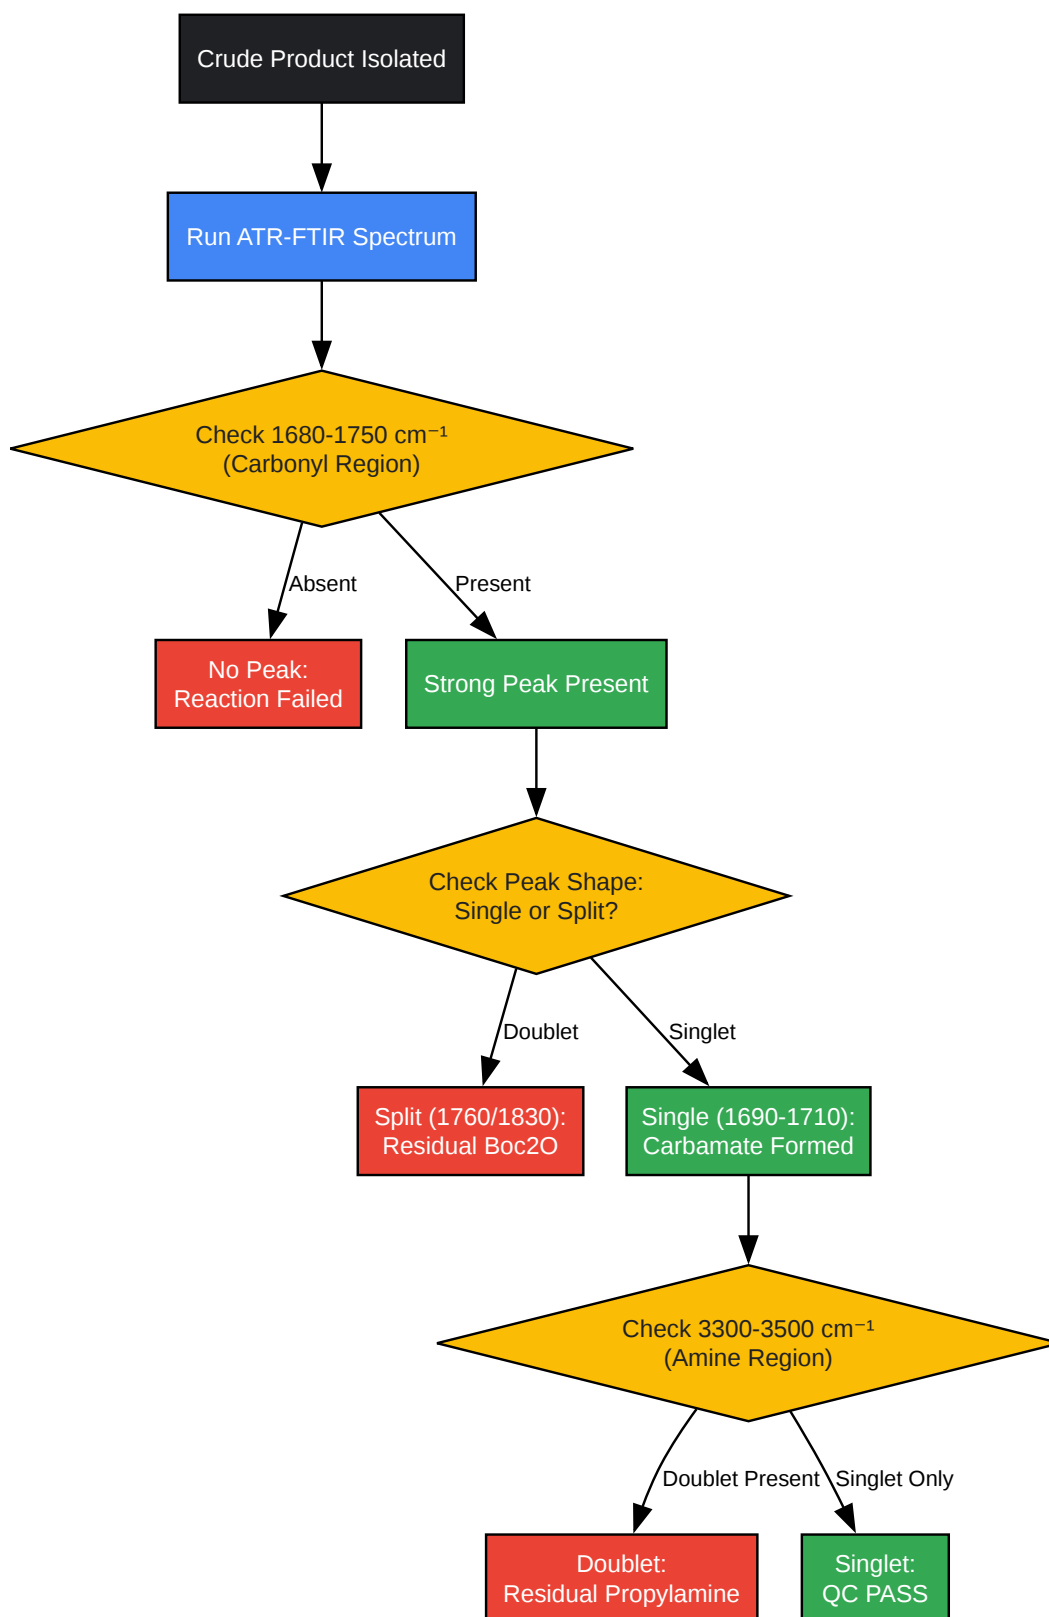 Crude Product Isolated
Run ATR-FTIR Spectrum
Check 1680-1750 cm⁻¹
(Carbonyl Region)
Absent
Present
No Peak:
Reaction Failed
Strong Peak Present
Check Peak Shape:
Single or Split?
Doublet
Singlet
Split (1760/1830):
Residual Boc2O
Single (1690-1710):
Carbamate Formed
Check 3300-3500 cm⁻¹
(Amine Region)
Doublet Present
Singlet Only
Doublet:
Residual Propylamine
Singlet:
QC PASS